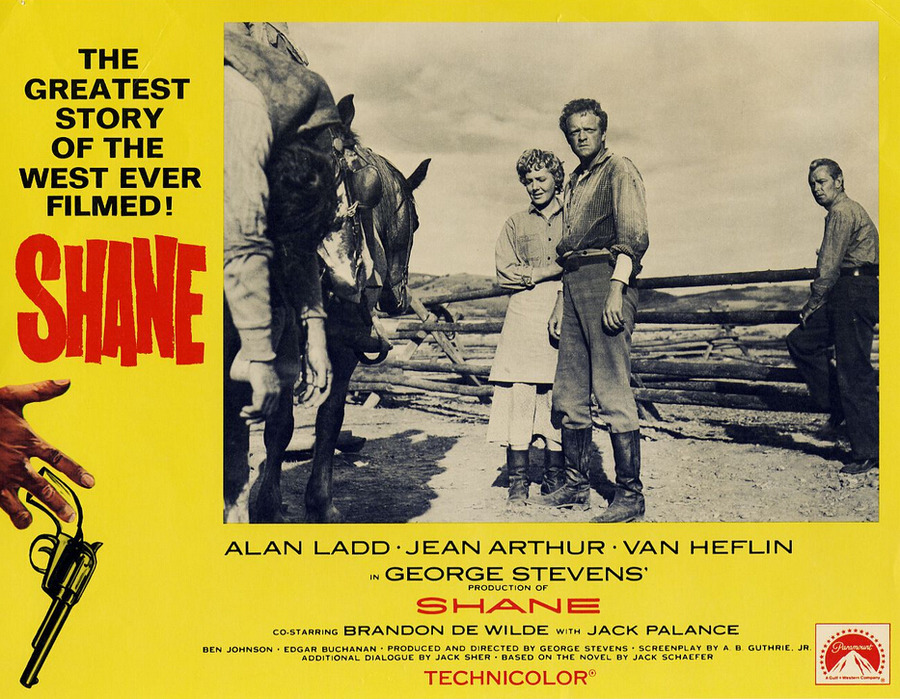 THE
GREATEST
STORY
OF THE
WEST EVER
FILMED!
SHANE
ALAN LADD · JEAN ARTHUR · VAN HEFLIN
IN GEORGE STEVENS'
PRODUCTION OF
SHANE
CO-STARRING BRANDON DE WILDE WITH JACK PALANCE
BEN JOHNSON · EDGAR BUCHANAN · PRODUCED AND DIRECTED BY GEORGE STEVENS · SCREENPLAY BY A. B. GUTHRIE, JR.
ADDITIONAL DIALOGUE BY JACK SHER · BASED ON THE NOVEL BY JACK SCHAEFER
TECHNICOLOR®
Paramount
A Gulf + Western Company